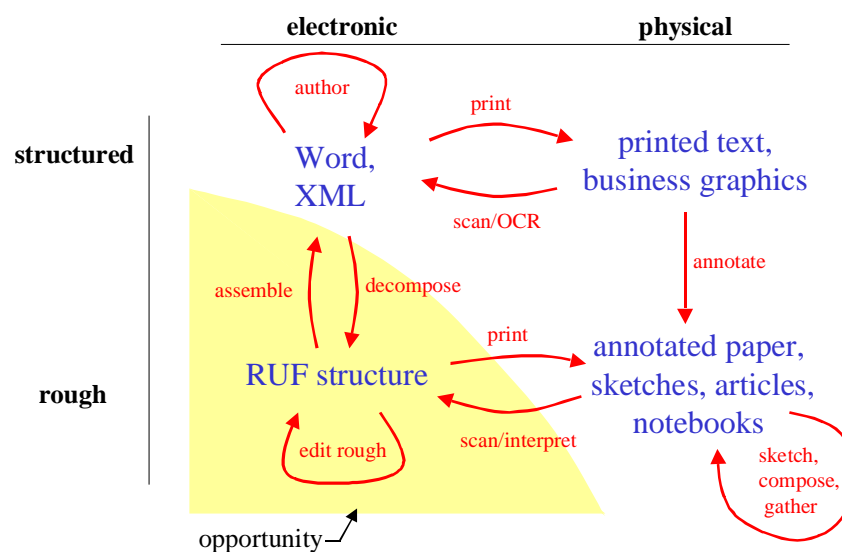 electronic
physical
author
print
structured
Word,
XML
printed text,
business graphics
scan/OCR
annotate
assemble
decompose
print
rough
RUF structure
annotated paper,
sketches, articles,
notebooks
edit rough
scan/interpret
sketch,
compose,
gather
opportunity